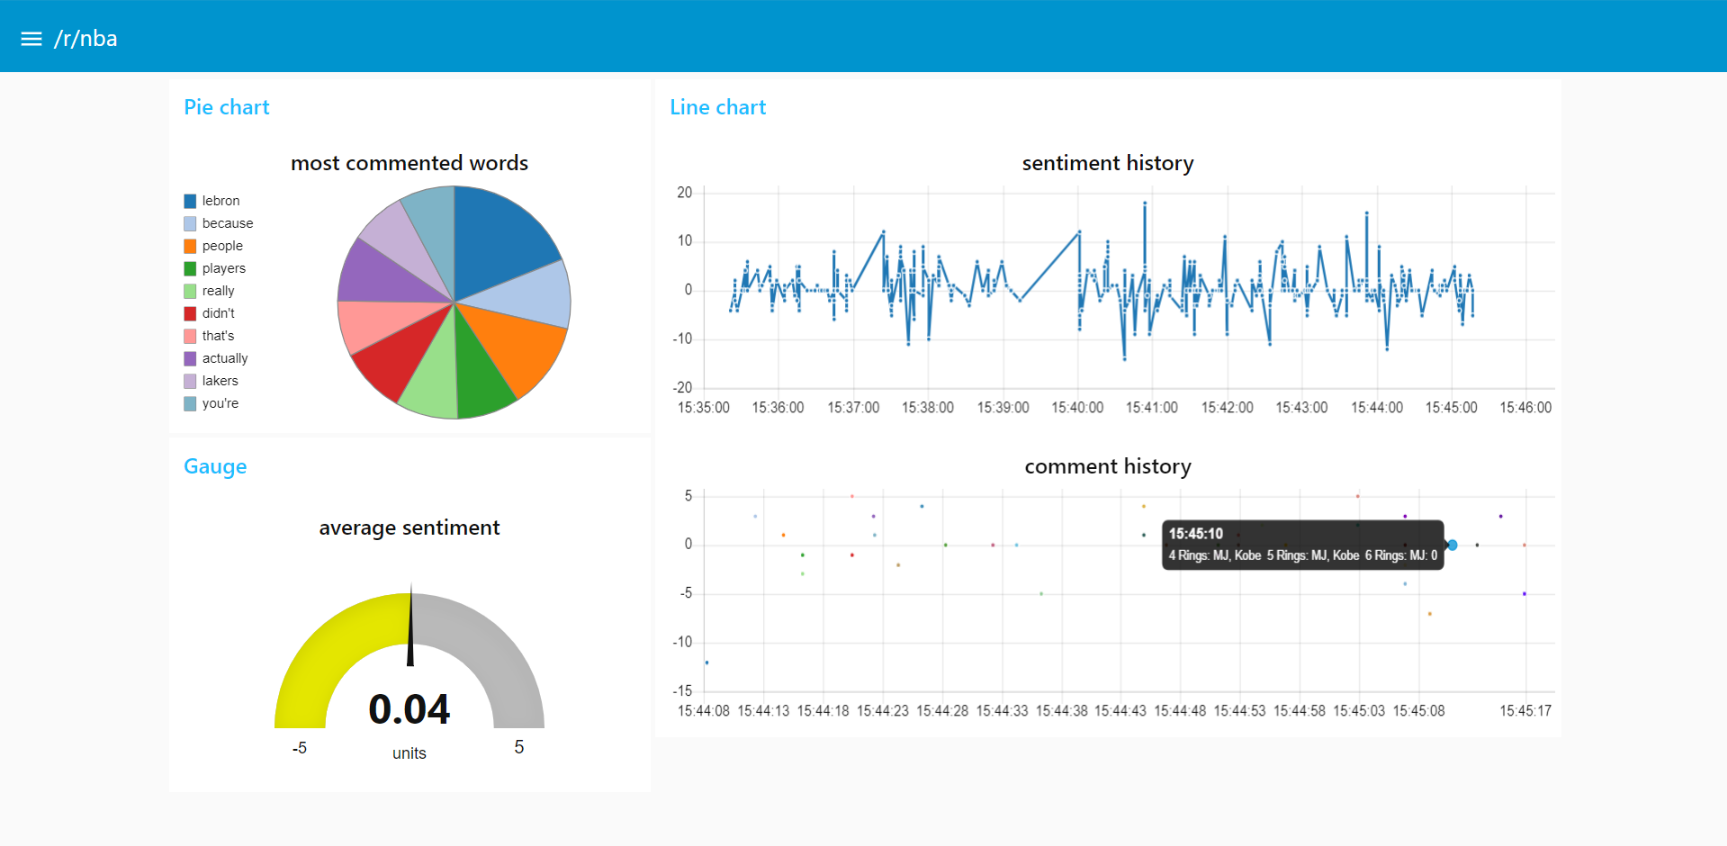 /r/nba
Pie chart
most commented words
lebron
because
people
players
really
didn't
that's
actually
lakers
you're
Gauge
average sentiment
0.04
-5
units
5
Line chart
sentiment history
20
10
0
-10
-20
15:35:00 15:36:00 15:37:00 15:38:00 15:39:00 15:40:00 15:41:00 15:42:00 15:43:00 15:44:00 15:45:00 15:46:00
comment history
5
0
-5
-10
-15
15:45:10
4 Rings: MJ, Kobe 5 Rings: MJ, Kobe 6 Rings: MJ: 0
15:44:08 15:44:13 15:44:18 15:44:23 15:44:28 15:44:33 15:44:38 15:44:43 15:44:48 15:44:53 15:44:58 15:45:03 15:45:08 15:45:17